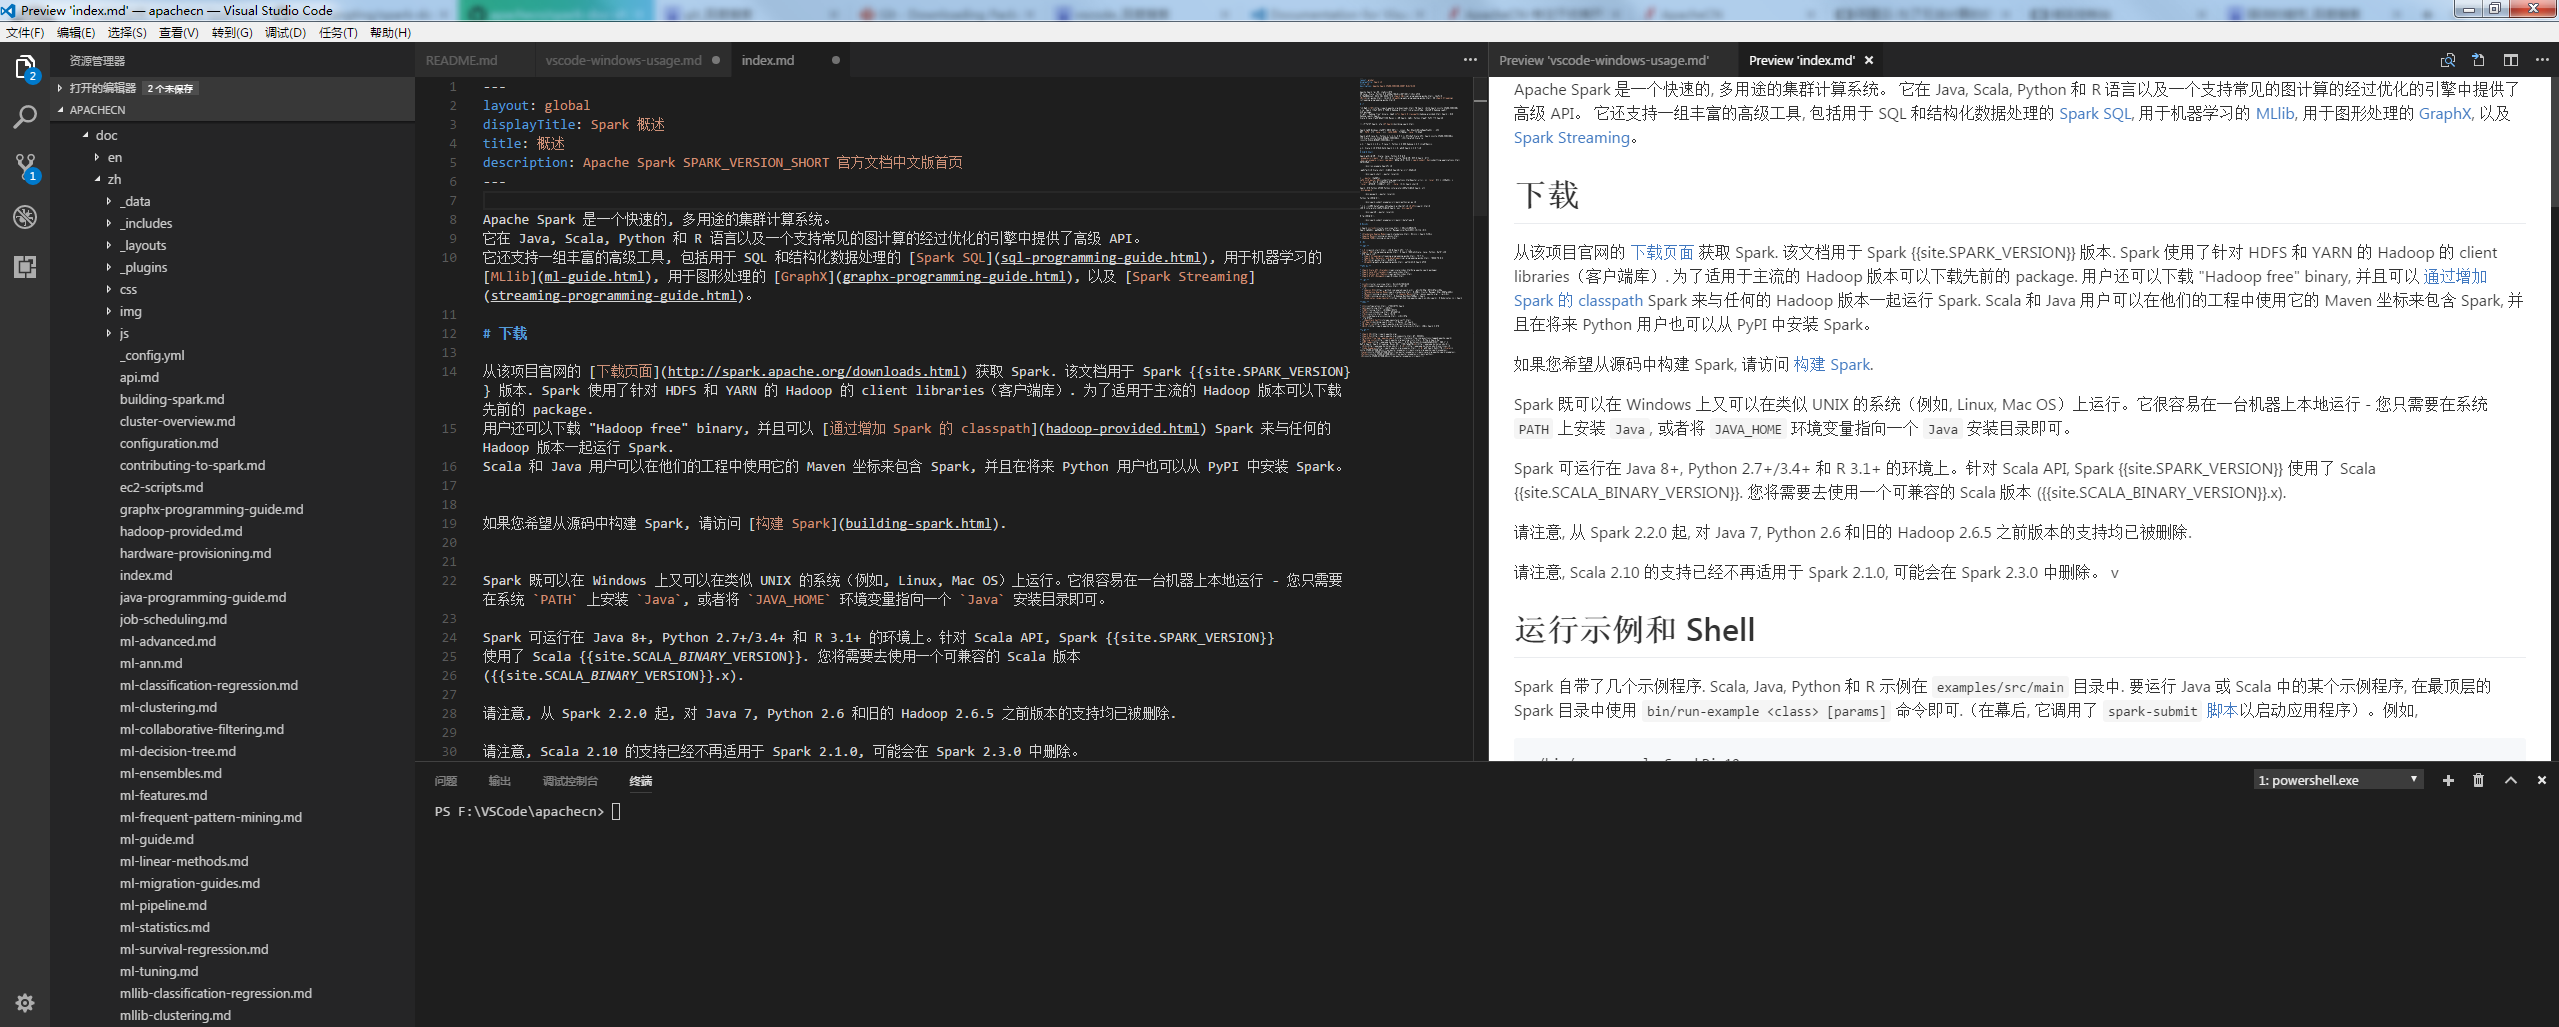 Preview 'index.md' — apachecn — Visual Studio Code
文件(F) 编辑(E) 选择(S) 查看(V) 转到(G) 调试(D) 任务(T) 帮助(H)
2
1
资源管理器
打开的编辑器 2 个未保存
APACHECN
doc
en
zh
_data
_includes
_layouts
_plugins
css
img
js
_config.yml
api.md
building-spark.md
cluster-overview.md
configuration.md
contributing-to-spark.md
ec2-scripts.md
graphx-programming-guide.md
hadoop-provided.md
hardware-provisioning.md
index.md
java-programming-guide.md
job-scheduling.md
ml-advanced.md
ml-ann.md
ml-classification-regression.md
ml-clustering.md
ml-collaborative-filtering.md
ml-decision-tree.md
ml-ensembles.md
ml-features.md
ml-frequent-pattern-mining.md
ml-guide.md
ml-linear-methods.md
ml-migration-guides.md
ml-pipeline.md
ml-statistics.md
ml-survival-regression.md
ml-tuning.md
mllib-classification-regression.md
mllib-clustering.md
README.md vscode-windows-usage.md index.md
1 ---
2 layout: global
3 displayTitle: Spark 概述
4 title: 概述
5 description: Apache Spark SPARK_VERSION_SHORT 官方文档中文版首页
6 ---
7
8 Apache Spark 是一个快速的, 多用途的集群计算系统。
9 它在 Java, Scala, Python 和 R 语言以及一个支持常见的图计算的经过优化的引擎中提供了高级 API。
10 它还支持一组丰富的高级工具, 包括用于 SQL 和结构化数据处理的 [Spark SQL](sql-programming-guide.html), 用于机器学习的
[MLlib](ml-guide.html), 用于图形处理的 [GraphX](graphx-programming-guide.html), 以及 [Spark Streaming]
(streaming-programming-guide.html)。
11
12 # 下载
13
14 从该项目官网的 [下载页面](http://spark.apache.org/downloads.html) 获取 Spark. 该文档用于 Spark {{site.SPARK_VERSION}
} 版本. Spark 使用了针对 HDFS 和 YARN 的 Hadoop 的 client libraries（客户端库）. 为了适用于主流的 Hadoop 版本可以下载
先前的 package.
15 用户还可以下载 "Hadoop free" binary, 并且可以 [通过增加 Spark 的 classpath](hadoop-provided.html) Spark 来与任何的
Hadoop 版本一起运行 Spark.
16 Scala 和 Java 用户可以在他们的工程中使用它的 Maven 坐标来包含 Spark, 并且在将来 Python 用户也可以从 PyPI 中安装 Spark。
17
18
19 如果您希望从源码中构建 Spark, 请访问 [构建 Spark](building-spark.html).
20
21
22 Spark 既可以在 Windows 上又可以在类似 UNIX 的系统（例如, Linux, Mac OS）上运行。它很容易在一台机器上本地运行 - 您只需要
在系统 `PATH` 上安装 `Java`, 或者将 `JAVA_HOME` 环境变量指向一个 `Java` 安装目录即可。
23
24 Spark 可运行在 Java 8+, Python 2.7+/3.4+ 和 R 3.1+ 的环境上。针对 Scala API, Spark {{site.SPARK_VERSION}}
25 使用了 Scala {{site.SCALA_BINARY_VERSION}}. 您将需要去使用一个可兼容的 Scala 版本
26 ({{site.SCALA_BINARY_VERSION}}.x).
27
28 请注意, 从 Spark 2.2.0 起, 对 Java 7, Python 2.6 和旧的 Hadoop 2.6.5 之前版本的支持均已被删除.
29
30 请注意, Scala 2.10 的支持已经不再适用于 Spark 2.1.0, 可能会在 Spark 2.3.0 中删除。
Preview 'vscode-windows-usage.md' Preview 'index.md'
Apache Spark 是一个快速的, 多用途的集群计算系统。 它在 Java, Scala, Python 和 R 语言以及一个支持常见的图计算的经过优化的引擎中提供了
高级 API。 它还支持一组丰富的高级工具, 包括用于 SQL 和结构化数据处理的 Spark SQL, 用于机器学习的 MLlib, 用于图形处理的 GraphX, 以及
Spark Streaming。
下载
从该项目官网的 下载页面 获取 Spark. 该文档用于 Spark {{site.SPARK_VERSION}} 版本. Spark 使用了针对 HDFS 和 YARN 的 Hadoop 的 client
libraries（客户端库）. 为了适用于主流的 Hadoop 版本可以下载先前的 package. 用户还可以下载 "Hadoop free" binary, 并且可以 通过增加
Spark 的 classpath Spark 来与任何的 Hadoop 版本一起运行 Spark. Scala 和 Java 用户可以在他们的工程中使用它的 Maven 坐标来包含 Spark, 并
且在将来 Python 用户也可以从 PyPI 中安装 Spark。
如果您希望从源码中构建 Spark, 请访问 构建 Spark.
Spark 既可以在 Windows 上又可以在类似 UNIX 的系统（例如, Linux, Mac OS）上运行。它很容易在一台机器上本地运行 - 您只需要在系统
PATH 上安装 Java, 或者将 JAVA_HOME 环境变量指向一个 Java 安装目录即可。
Spark 可运行在 Java 8+, Python 2.7+/3.4+ 和 R 3.1+ 的环境上。针对 Scala API, Spark {{site.SPARK_VERSION}} 使用了 Scala
{{site.SCALA_BINARY_VERSION}}. 您将需要去使用一个可兼容的 Scala 版本 ({{site.SCALA_BINARY_VERSION}}.x).
请注意, 从 Spark 2.2.0 起, 对 Java 7, Python 2.6 和旧的 Hadoop 2.6.5 之前版本的支持均已被删除.
请注意, Scala 2.10 的支持已经不再适用于 Spark 2.1.0, 可能会在 Spark 2.3.0 中删除。 v
运行示例和 Shell
Spark 自带了几个示例程序. Scala, Java, Python 和 R 示例在 examples/src/main 目录中. 要运行 Java 或 Scala 中的某个示例程序, 在最顶层的
Spark 目录中使用 bin/run-example <class> [params] 命令即可.（在幕后, 它调用了 spark-submit 脚本以启动应用程序）。例如,
问题 输出 调试控制台 终端
1: powershell.exe
PS F:\VSCode\apachecn>